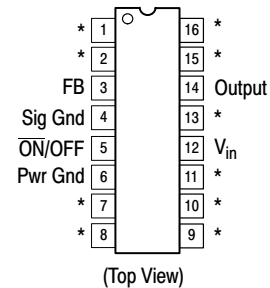 * 1 16 *
* 2 15 *
FB 3 14 Output
Sig Gnd 4 13 *
ON/OFF 5 12 Vin
Pwr Gnd 6 11 *
* 7 10 *
* 8 9 *
(Top View)